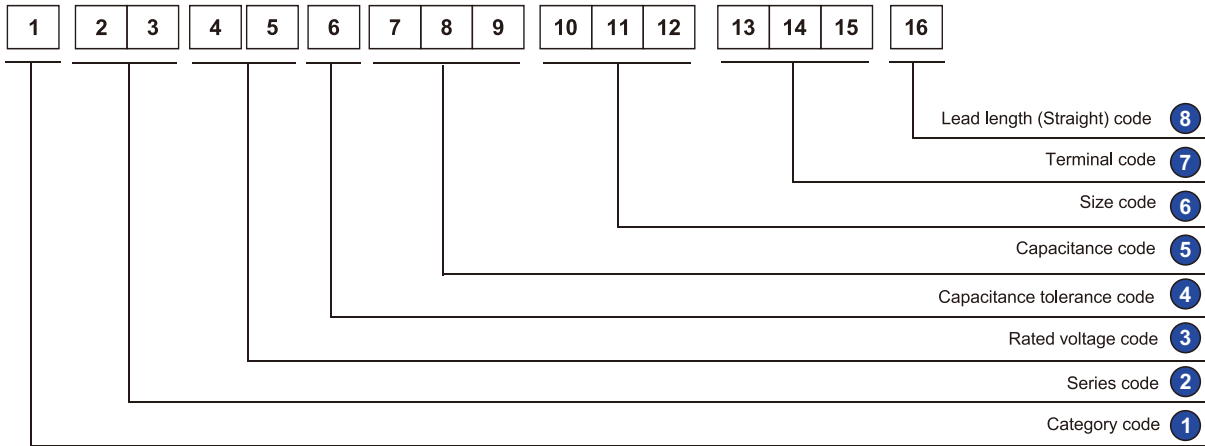 1 2 3 4 5 6 7 8 9 10 11 12 13 14 15 16
Lead length (Straight) code 8
Terminal code 7
Size code 6
Capacitance code 5
Capacitance tolerance code 4
Rated voltage code 3
Series code 2
Category code 1